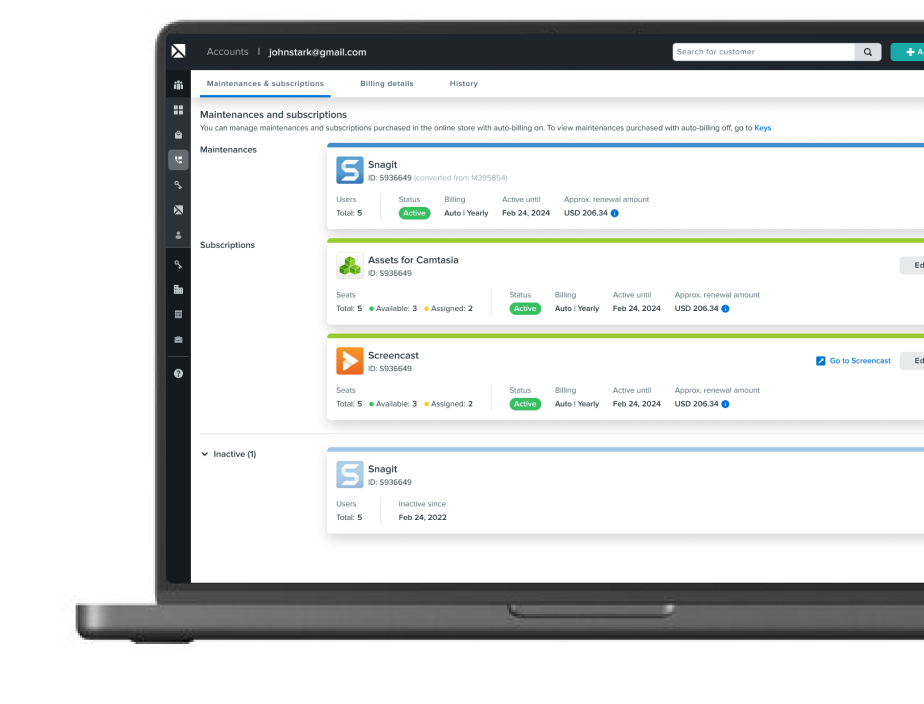 Accounts | johnstark@gmail.com
Search for customer
Maintenances & subscriptions Billing details History
Maintenances and subscriptions
You can manage maintenances and subscriptions purchased in the online store with auto-billing on. To view maintenances purchased with auto-billing off, go to Keys
Maintenances
Snagit
ID: S936649 (converted from M395854)
Users Status Billing Active until Approx. renewal amount
Total: 5 Active Auto | Yearly Feb 24, 2024 USD 206.34
Subscriptions
Assets for Camtasia
ID: S936649
Seats Status Billing Active until Approx. renewal amount
Total: 5 Available: 3 Assigned: 2 Active Auto | Yearly Feb 24, 2024 USD 206.34
Screencast
ID: S936649
Go to Screencast
Seats Status Billing Active until Approx. renewal amount
Total: 5 Available: 3 Assigned: 2 Active Auto | Yearly Feb 24, 2024 USD 206.34
Inactive (1)
Snagit
ID: S936649
Users Inactive since
Total: 5 Feb 24, 2022